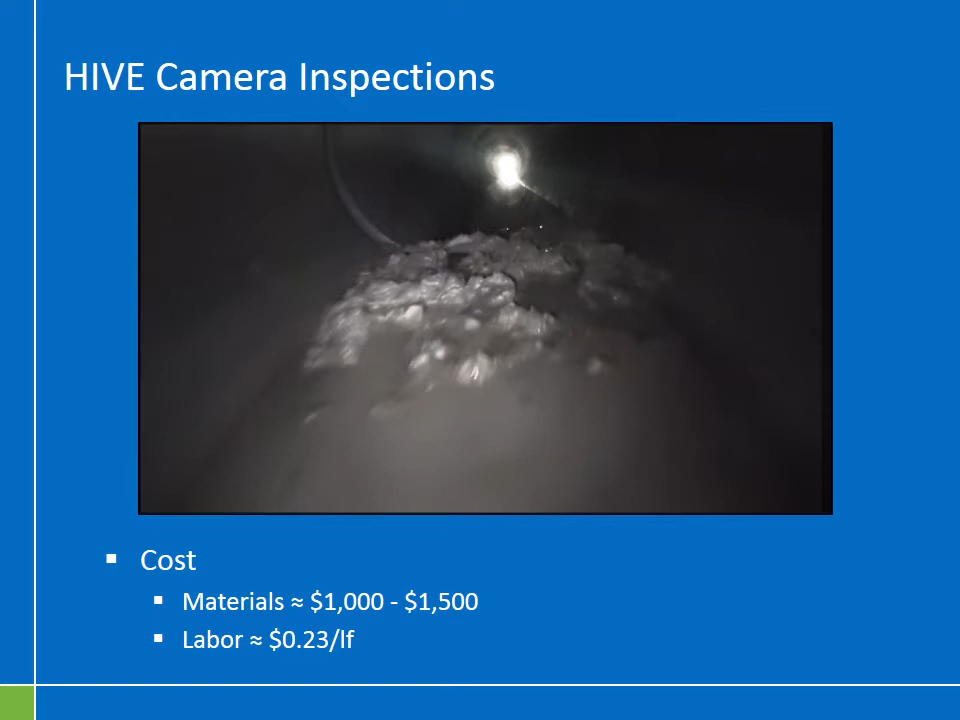 HIVE Camera Inspections
▪ Cost
▪ Materials ≈ $1,000 - $1,500
▪ Labor ≈ $0.23/lf